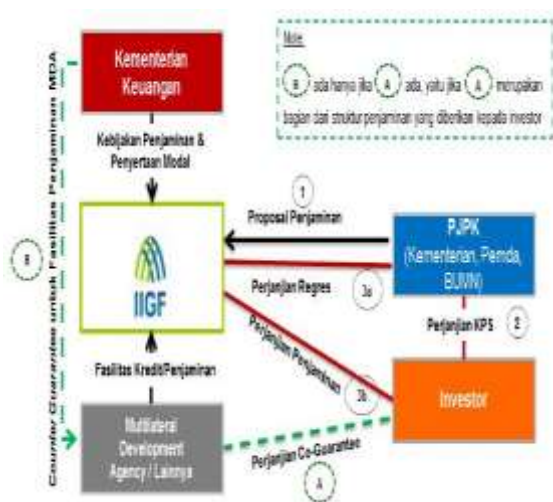 Kementerian
Keuangan
Note:
B ada hanya jika A ada, yaitu jika A merupakan
bagian dari struktur penjaminan yang diberikan kepada investor
Kebijakan Penjaminan &
Penyertaan Modal
1
Proposal Penjaminan
PJPK
(Kementerian, Pemda,
BUMN)
IIGF
Perjanjian Regres
3a
Perjanjian KPS
2
Perjanjian Penjaminan
3b
Fasilitas Kredit/Penjaminan
Investor
Multilateral
Development
Agency / Lainnya
Perjanjian Co-Guarantee
A
B
Counter Guarantee untuk Fasilitas Penjaminan MDA